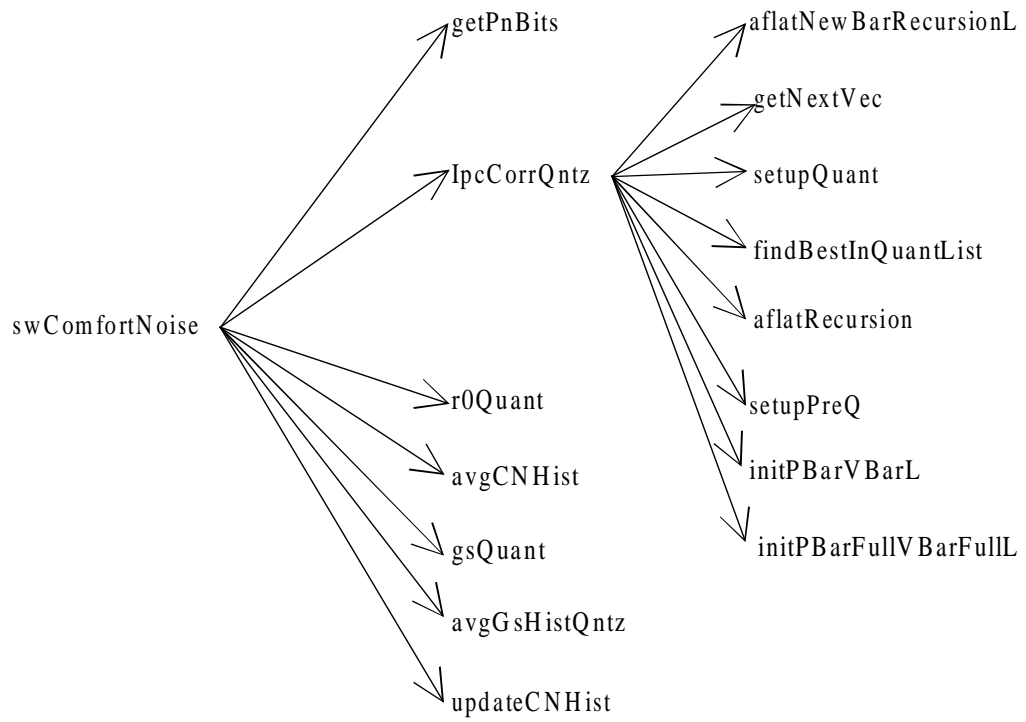 getPnBits
aflatNewBarRecursionL
getNextVec
lpcCorrQntz
setupQuant
findBestInQuantList
swComfortNoise
aflatRecursion
r0Quant
setupPreQ
avgCNHist
initPBarVBarL
gsQuant
initPBarFullVBarFullL
avgGsHistQntz
updateCNHist